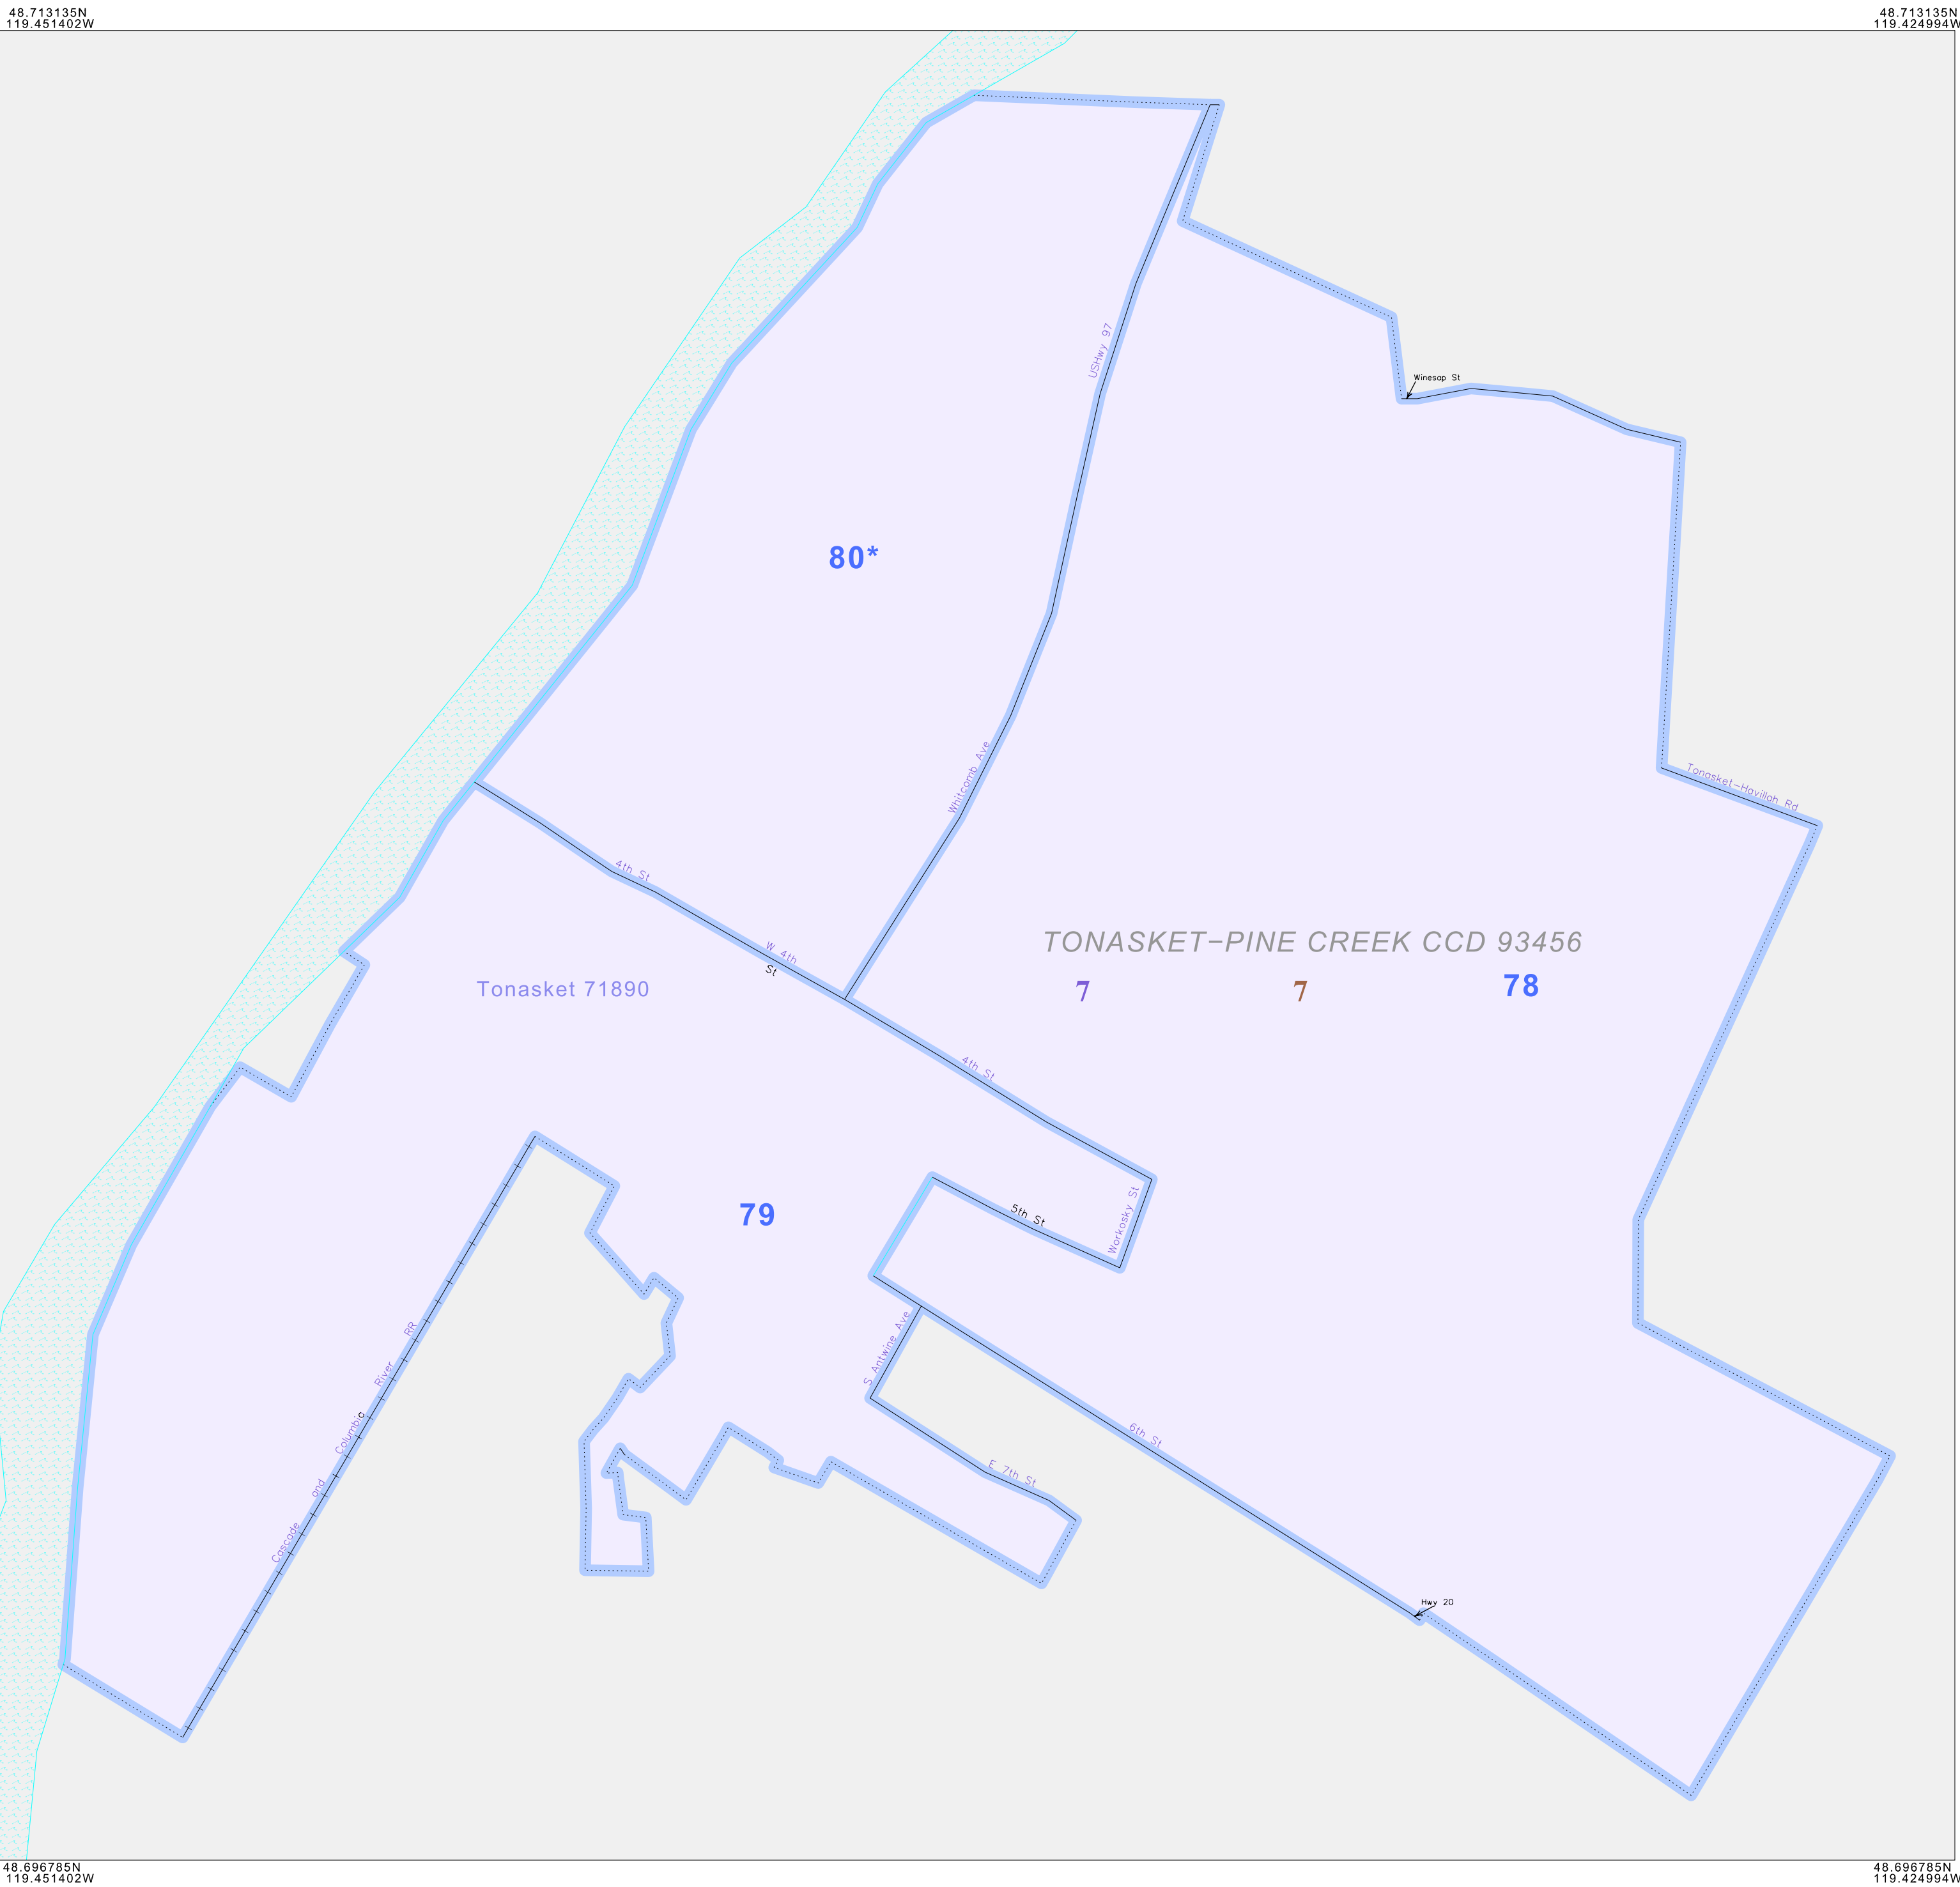 48.713135N
119.451402W
48.713135N
119.424994W
USHwy 97
Winesap St
80*
Whitcomb Ave
Tonasket-Havillah Rd
4th St
W 4th
St
TONASKET-PINE CREEK CCD 93456
Tonasket 71890
7
7
78
4th St
79
5th St
Workosky St
S Antwine Ave
Cascade and Columbia River RR
6th St
E 7th St
Hwy 20
48.696785N
119.451402W
48.696785N
119.424994W